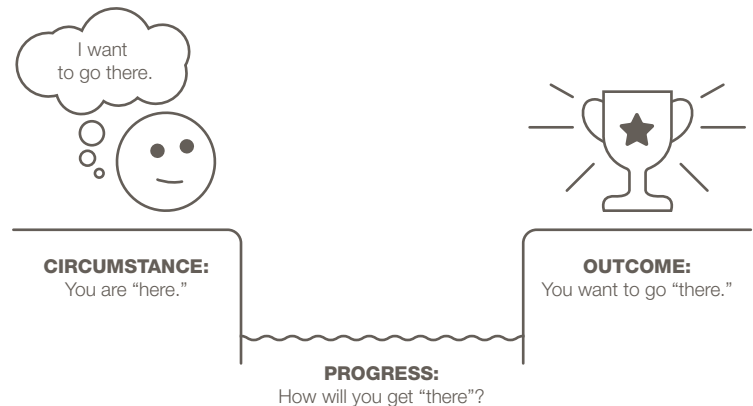 I want
to go there.
CIRCUMSTANCE:
You are “here.”
OUTCOME:
You want to go “there.”
PROGRESS:
How will you get “there”?